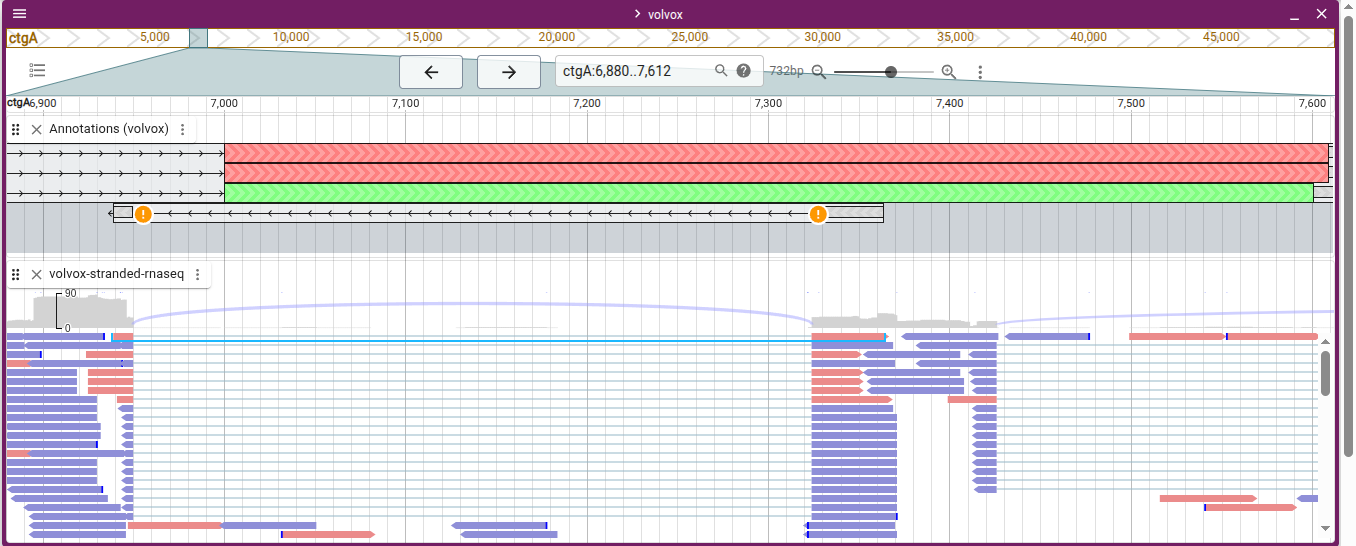 volvox
ctgA 5,000 10,000 15,000 20,000 25,000 30,000 35,000 40,000 45,000
ctgA:6,880..7,612 732bp
ctgA 6,900 7,000 7,100 7,200 7,300 7,400 7,500 7,600
Annotations (volvox)
volvox-stranded-rnaseq
90
0